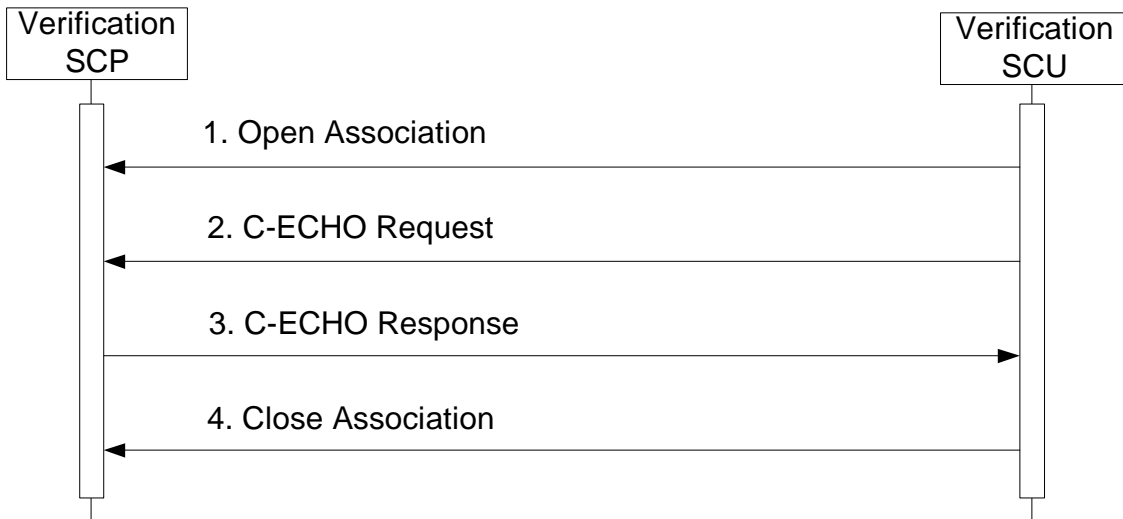 Verification
SCP
Verification
SCU
1. Open Association
2. C-ECHO Request
3. C-ECHO Response
4. Close Association